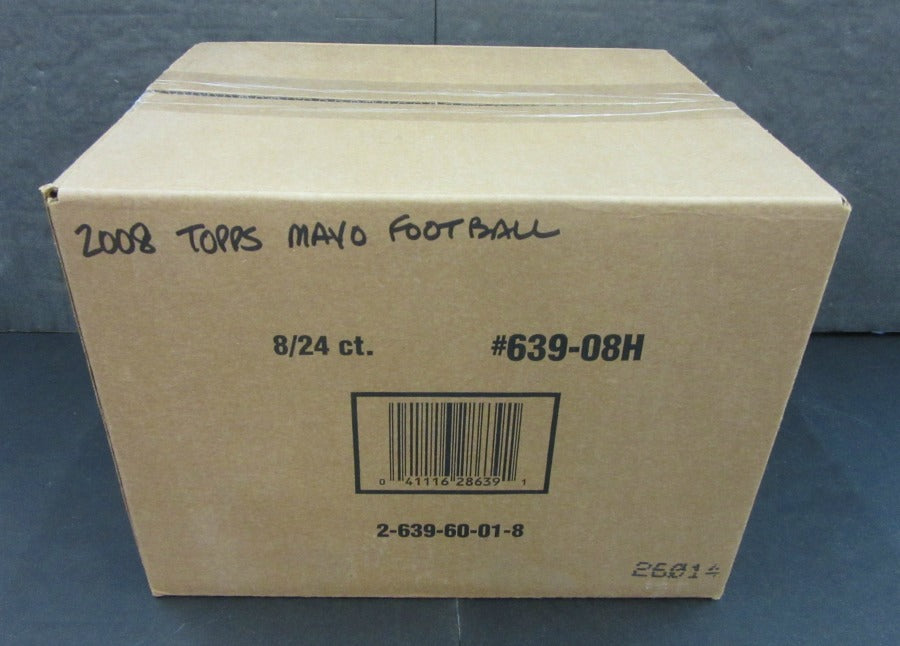 2008 TOPPS MAYO FOOTBALL
8/24 ct. #639-08H
0 41116 28639 1
2-639-60-01-8
26014